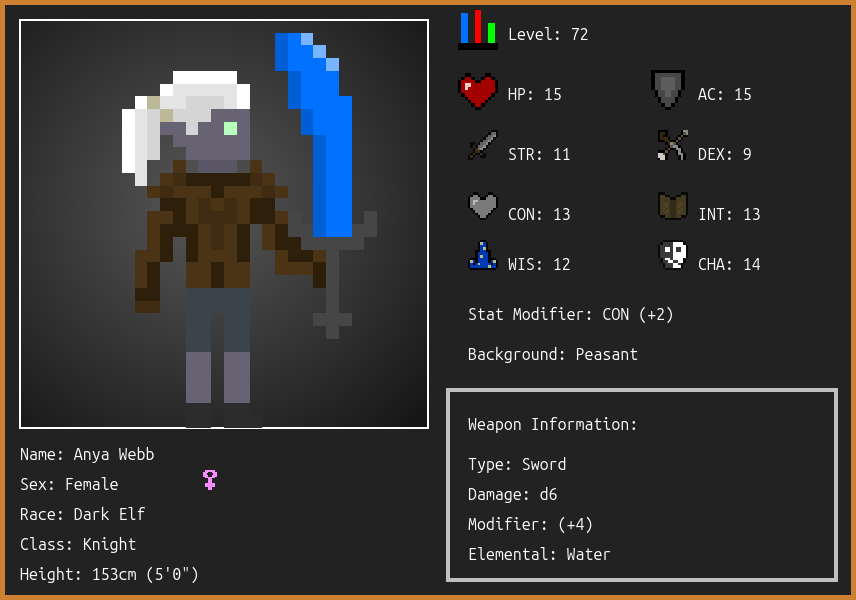 Level: 72
HP: 15
AC: 15
STR: 11
DEX: 9
CON: 13
INT: 13
WIS: 12
CHA: 14
Stat Modifier: CON (+2)
Background: Peasant
Weapon Information:
Type: Sword
Damage: d6
Modifier: (+4)
Elemental: Water
Name: Anya Webb
Sex: Female
Race: Dark Elf
Class: Knight
Height: 153cm (5'0")